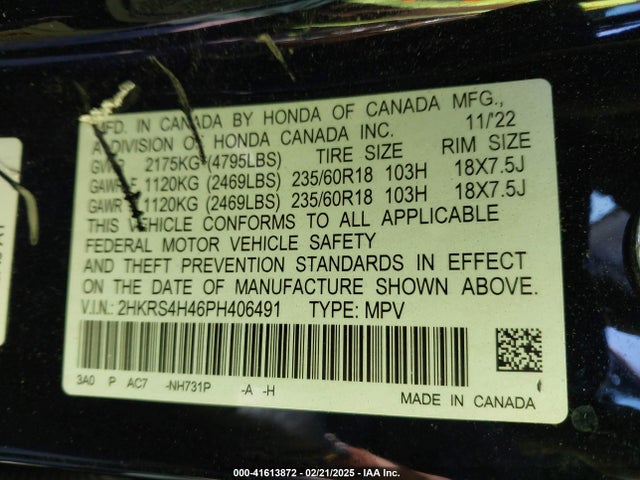 MFD. IN CANADA BY HONDA OF CANADA MFG.,
A DIVISION OF HONDA CANADA INC. 11/'22
GVWR 2175KG (4795LBS) TIRE SIZE RIM SIZE
GAWR F 1120KG (2469LBS) 235/60R18 103H 18X7.5J
GAWR 1120KG (2469LBS) 235/60R18 103H 18X7.5J
THIS VEHICLE CONFORMS TO ALL APPLICABLE
FEDERAL MOTOR VEHICLE SAFETY
AND THEFT PREVENTION STANDARDS IN EFFECT
ON THE DATE OF MANUFACTURE SHOWN ABOVE.
V.I.N.: 2HKRS4H46PH406491 TYPE: MPV
3A0 P AC7 -NH731P -A -H
MADE IN CANADA
000-41613872 - 02/21/2025 - IAA Inc.